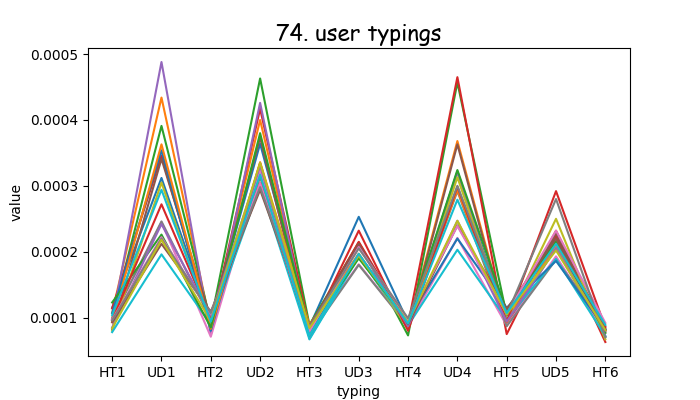 74. user typings
0.0005
0.0004
0.0003
0.0002
0.0001
value
HT1 UD1 HT2 UD2 HT3 UD3 HT4 UD4 HT5 UD5 HT6
typing